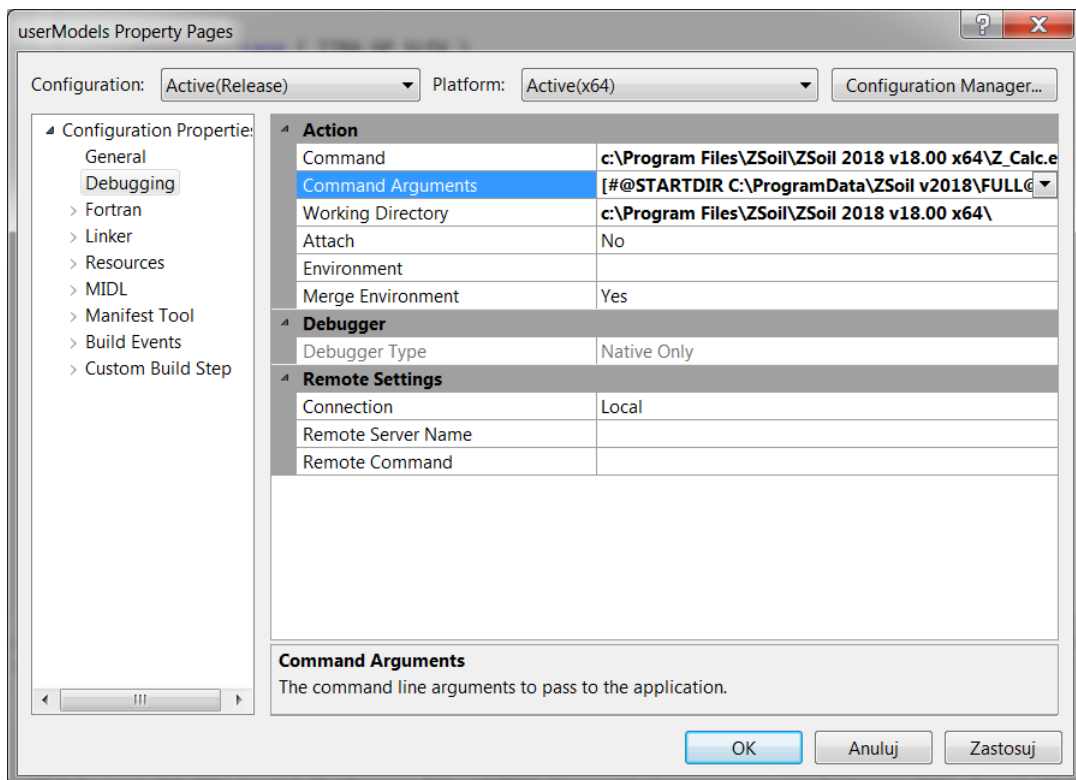 userModels Property Pages
Configuration: Active(Release) Platform: Active(x64) Configuration Manager...
Configuration Propertie
General
Debugging
Fortran
Linker
Resources
MIDL
Manifest Tool
Build Events
Custom Build Step
Action
Command c:\Program Files\ZSoil\ZSoil 2018 v18.00 x64\Z_Calc.e
Command Arguments [#@STARTDIR C:\ProgramData\ZSoil v2018\FULL@
Working Directory c:\Program Files\ZSoil\ZSoil 2018 v18.00 x64\
Attach No
Environment
Merge Environment Yes
Debugger
Debugger Type Native Only
Remote Settings
Connection Local
Remote Server Name
Remote Command
Command Arguments
The command line arguments to pass to the application.
OK Anuluj Zastosuj